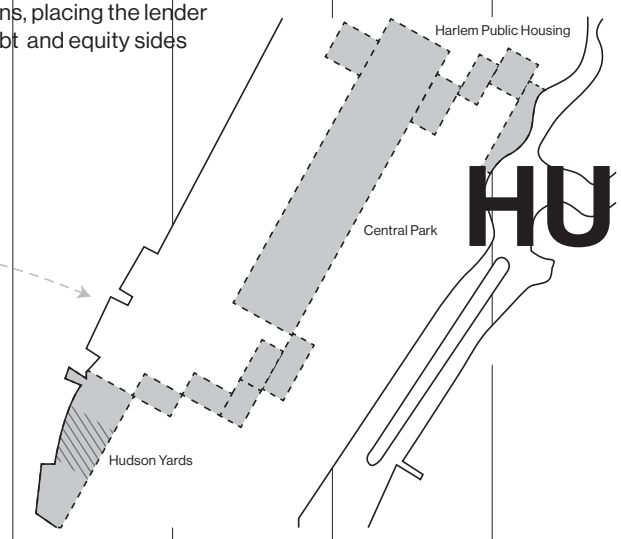 ns, placing the lender
bt and equity sides
Harlem Public Housing
Central Park
HU
Hudson Yards